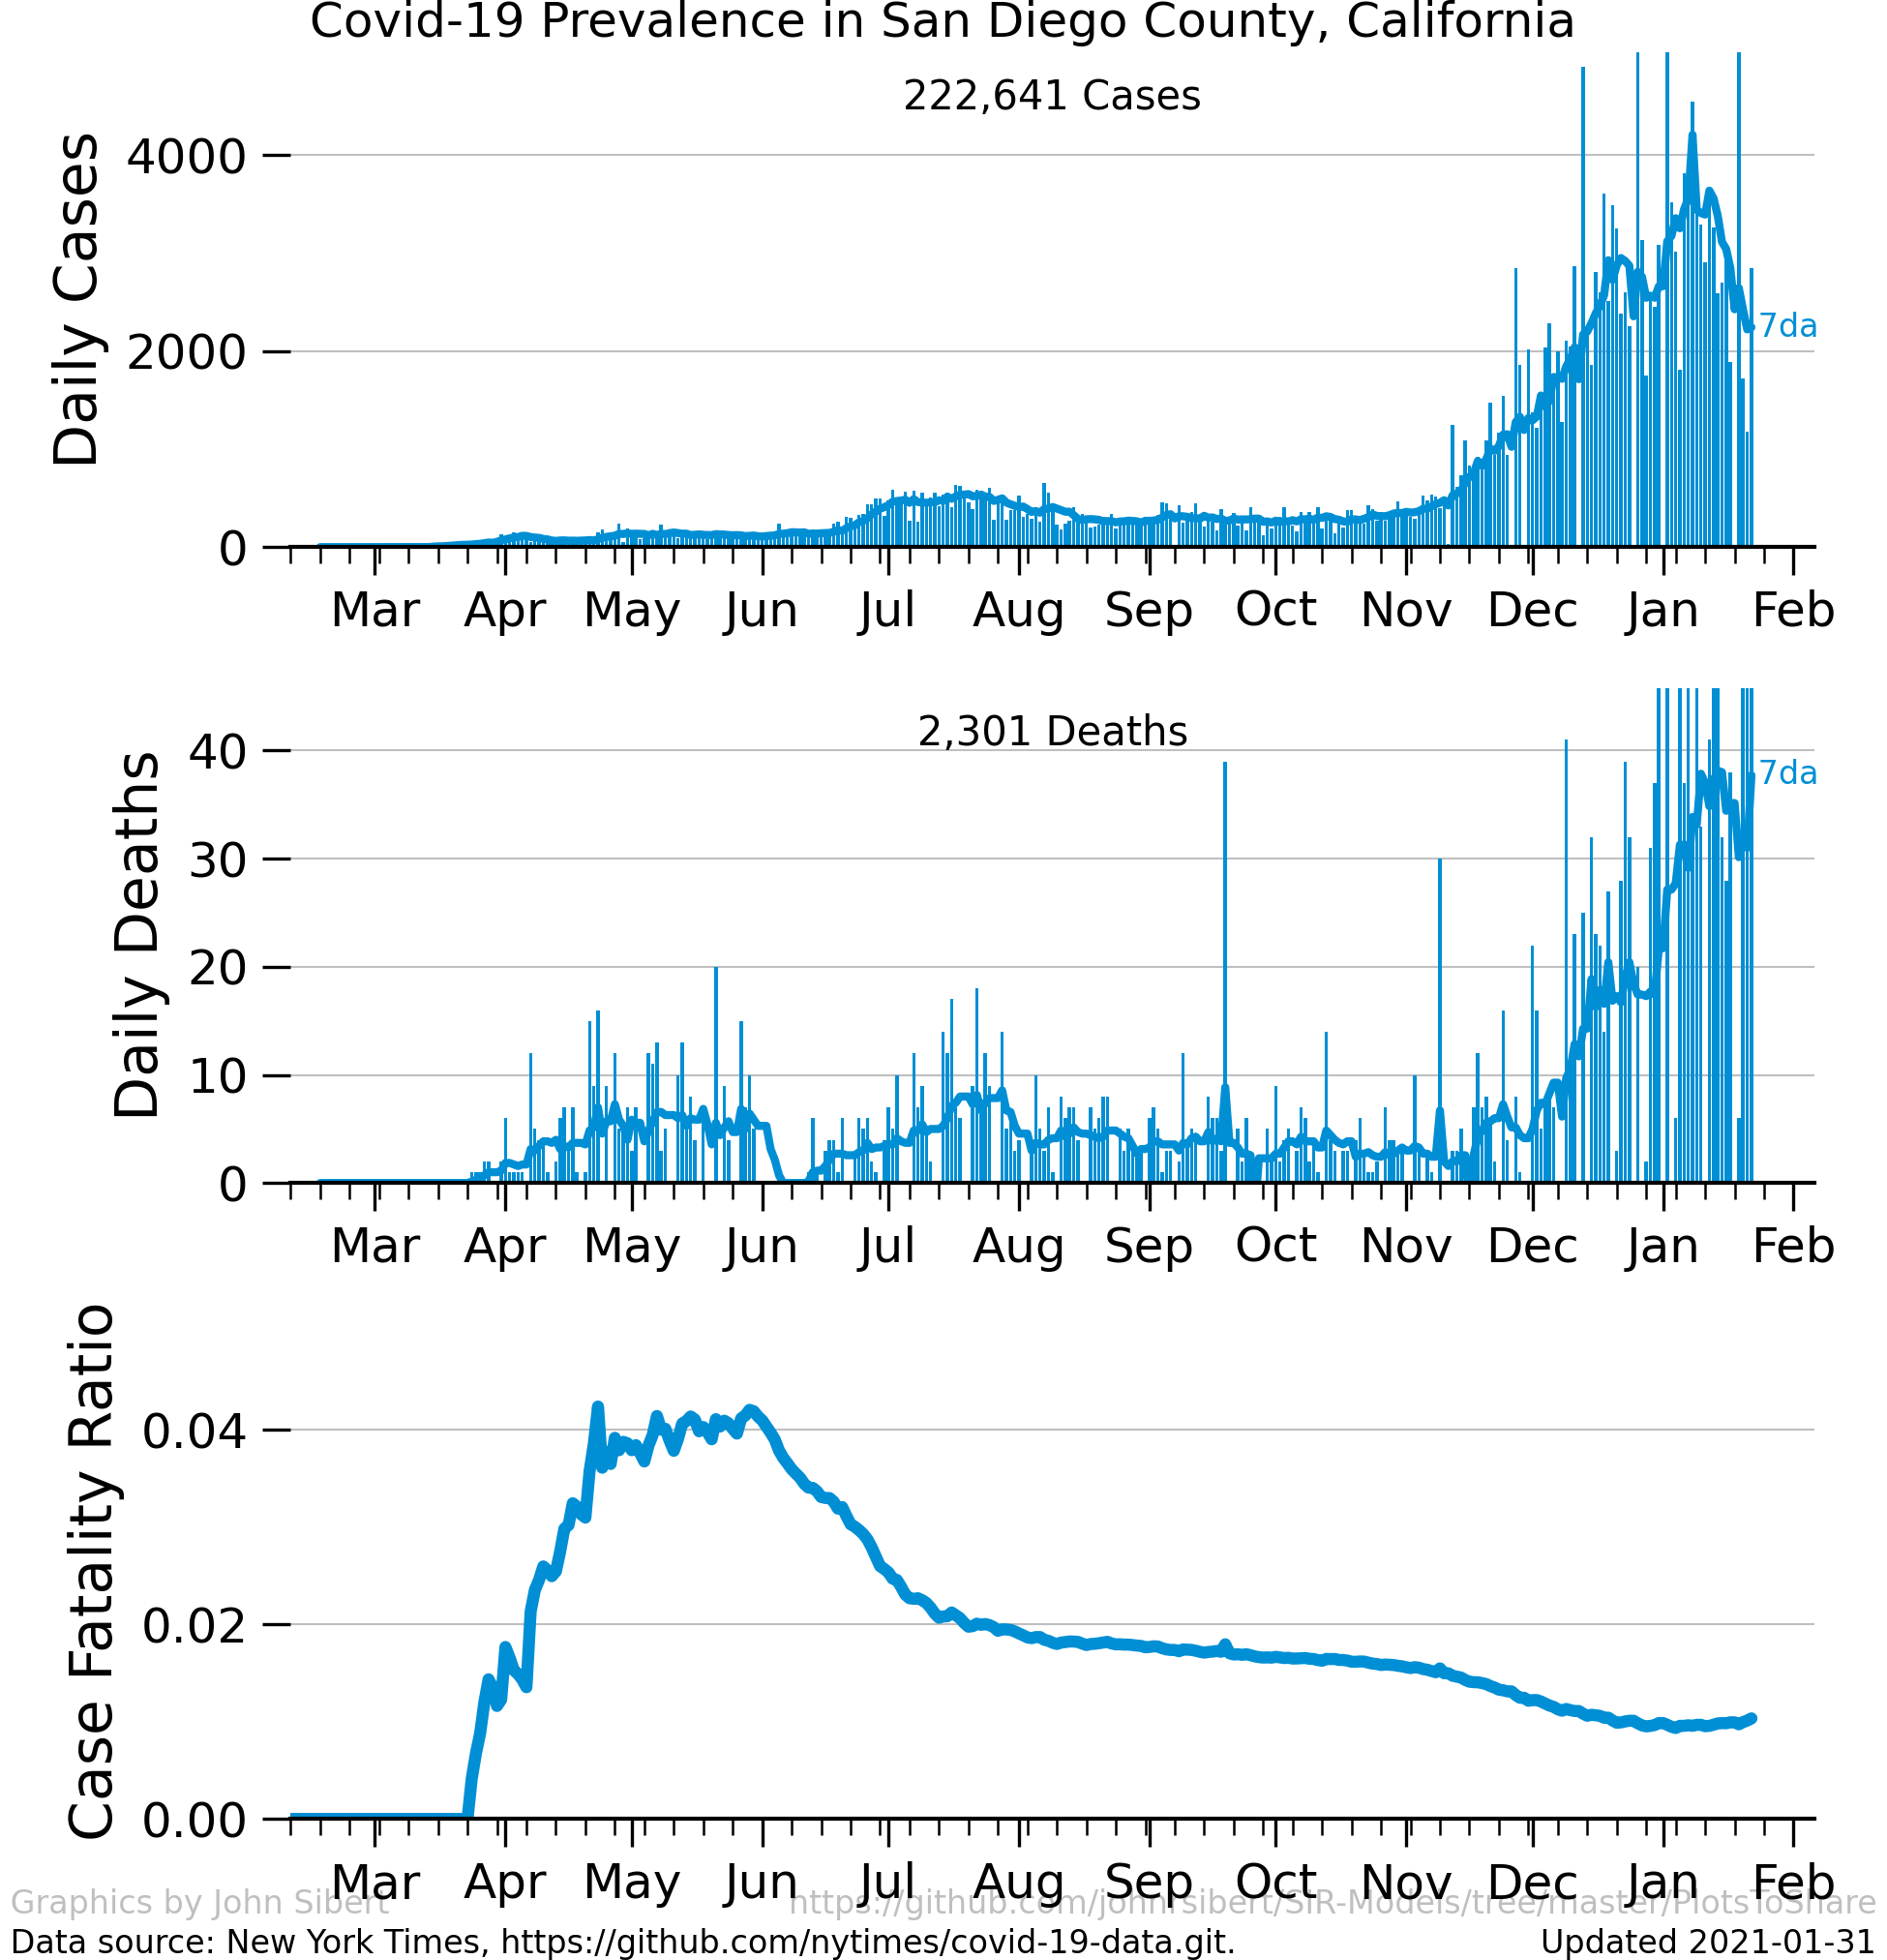 Covid-19 Prevalence in San Diego County, California
222,641 Cases
Daily Cases
4000
2000
0
7da
Mar Apr May Jun Jul Aug Sep Oct Nov Dec Jan Feb
2,301 Deaths
Daily Deaths
40
30
20
10
0
7da
Mar Apr May Jun Jul Aug Sep Oct Nov Dec Jan Feb
Case Fatality Ratio
0.04
0.02
0.00
Mar Apr May Jun Jul Aug Sep Oct Nov Dec Jan Feb
Graphics by John Sibert https://github.com/johnrsibert/SIR-Models/tree/master/PlotsToShare
Data source: New York Times, https://github.com/nytimes/covid-19-data.git. Updated 2021-01-31